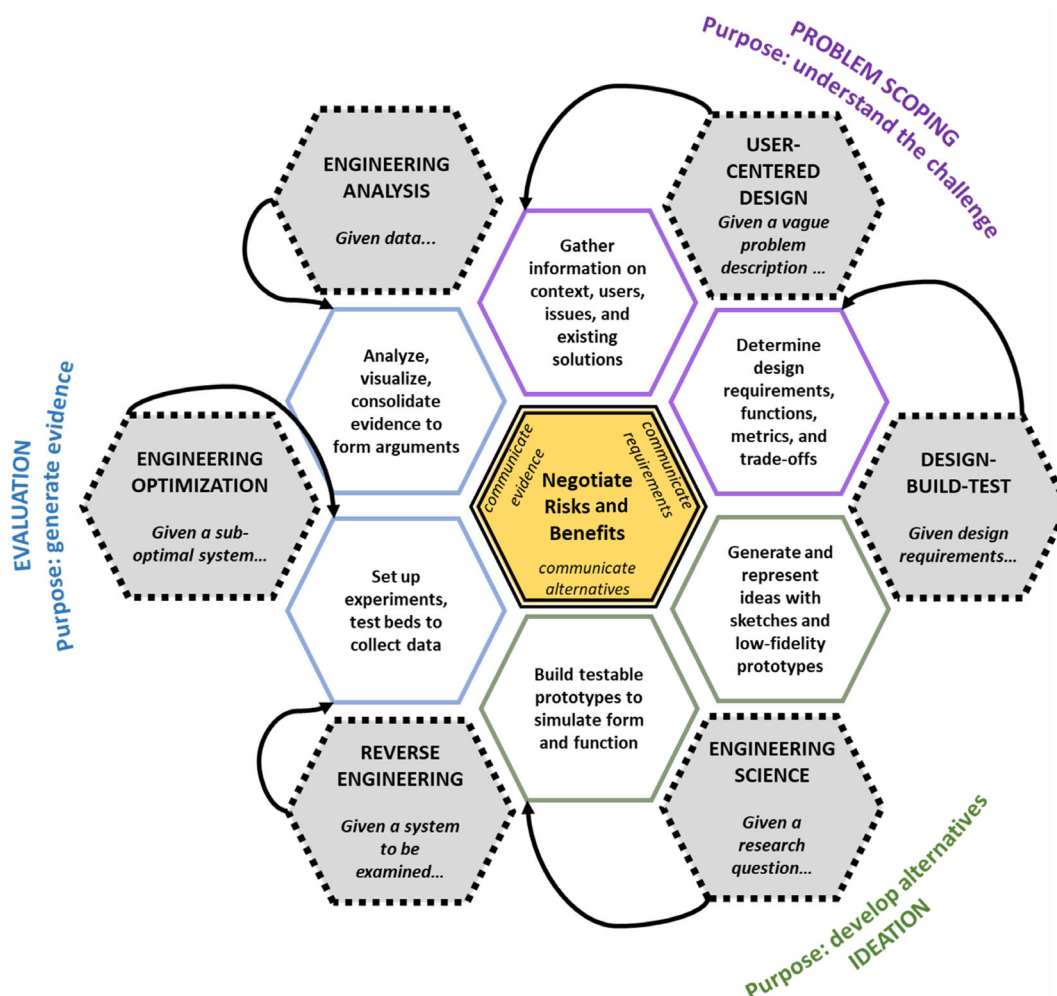 PROBLEM SCOPING
Purpose: understand the challenge
ENGINEERING
ANALYSIS
Given data...
USER-
CENTERED
DESIGN
Given a vague
problem
description ...
Gather
information on
context, users,
issues, and
existing
solutions
Analyze,
visualize,
consolidate
evidence to
form arguments
Determine
design
requirements,
functions,
metrics, and
trade-offs
EVALUATION
Purpose: generate evidence
ENGINEERING
OPTIMIZATION
Given a sub-
optimal system...
communicate
evidence
communicate
requirements
Negotiate
Risks and
Benefits
communicate
alternatives
DESIGN-
BUILD-TEST
Given design
requirements...
Set up
experiments,
test beds to
collect data
Generate and
represent
ideas with
sketches and
low-fidelity
prototypes
Build testable
prototypes to
simulate form
and function
REVERSE
ENGINEERING
Given a system
to be
examined...
ENGINEERING
SCIENCE
Given a
research
question...
Purpose: develop alternatives
IDEATION